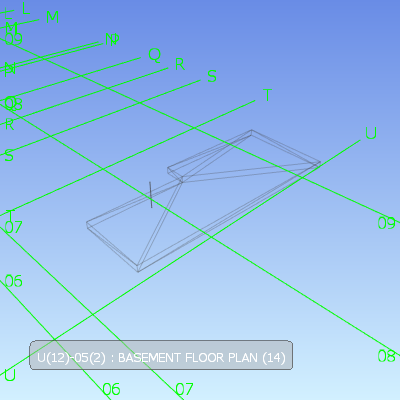 M
V
N
Q
R
S
T
U
R
S
T
07
06
U
09
08
06
07
U(12)-05(2) : BASEMENT FLOOR PLAN (14)